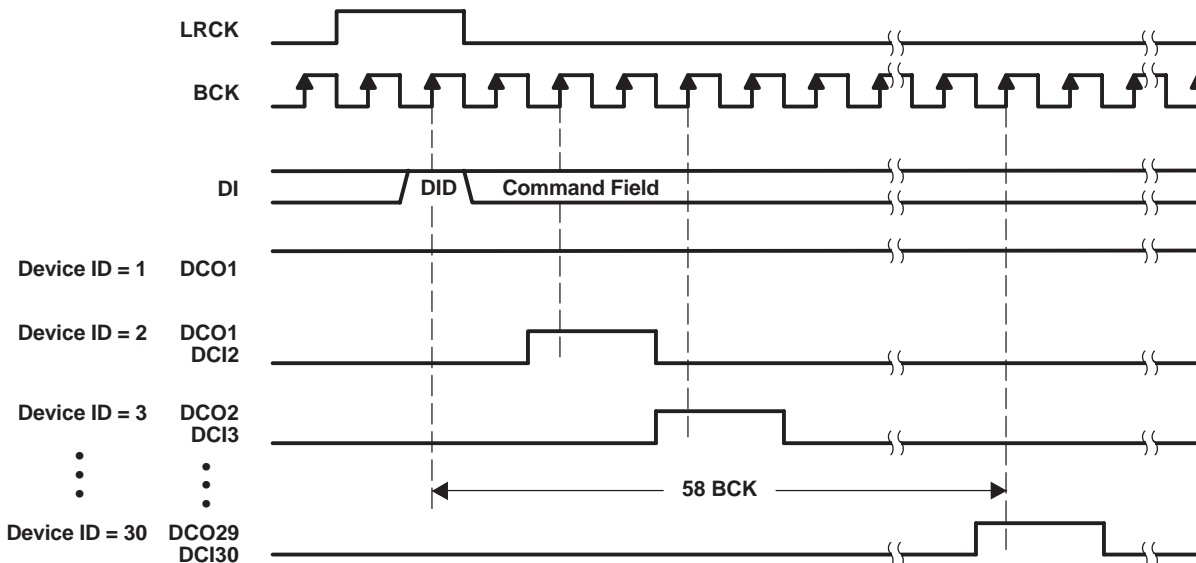 LRCK
BCK
DI
DID
Command Field
Device ID = 1 DCO1
Device ID = 2 DCO1
DCI2
Device ID = 3 DCO2
DCI3
58 BCK
Device ID = 30 DCO29
DCI30